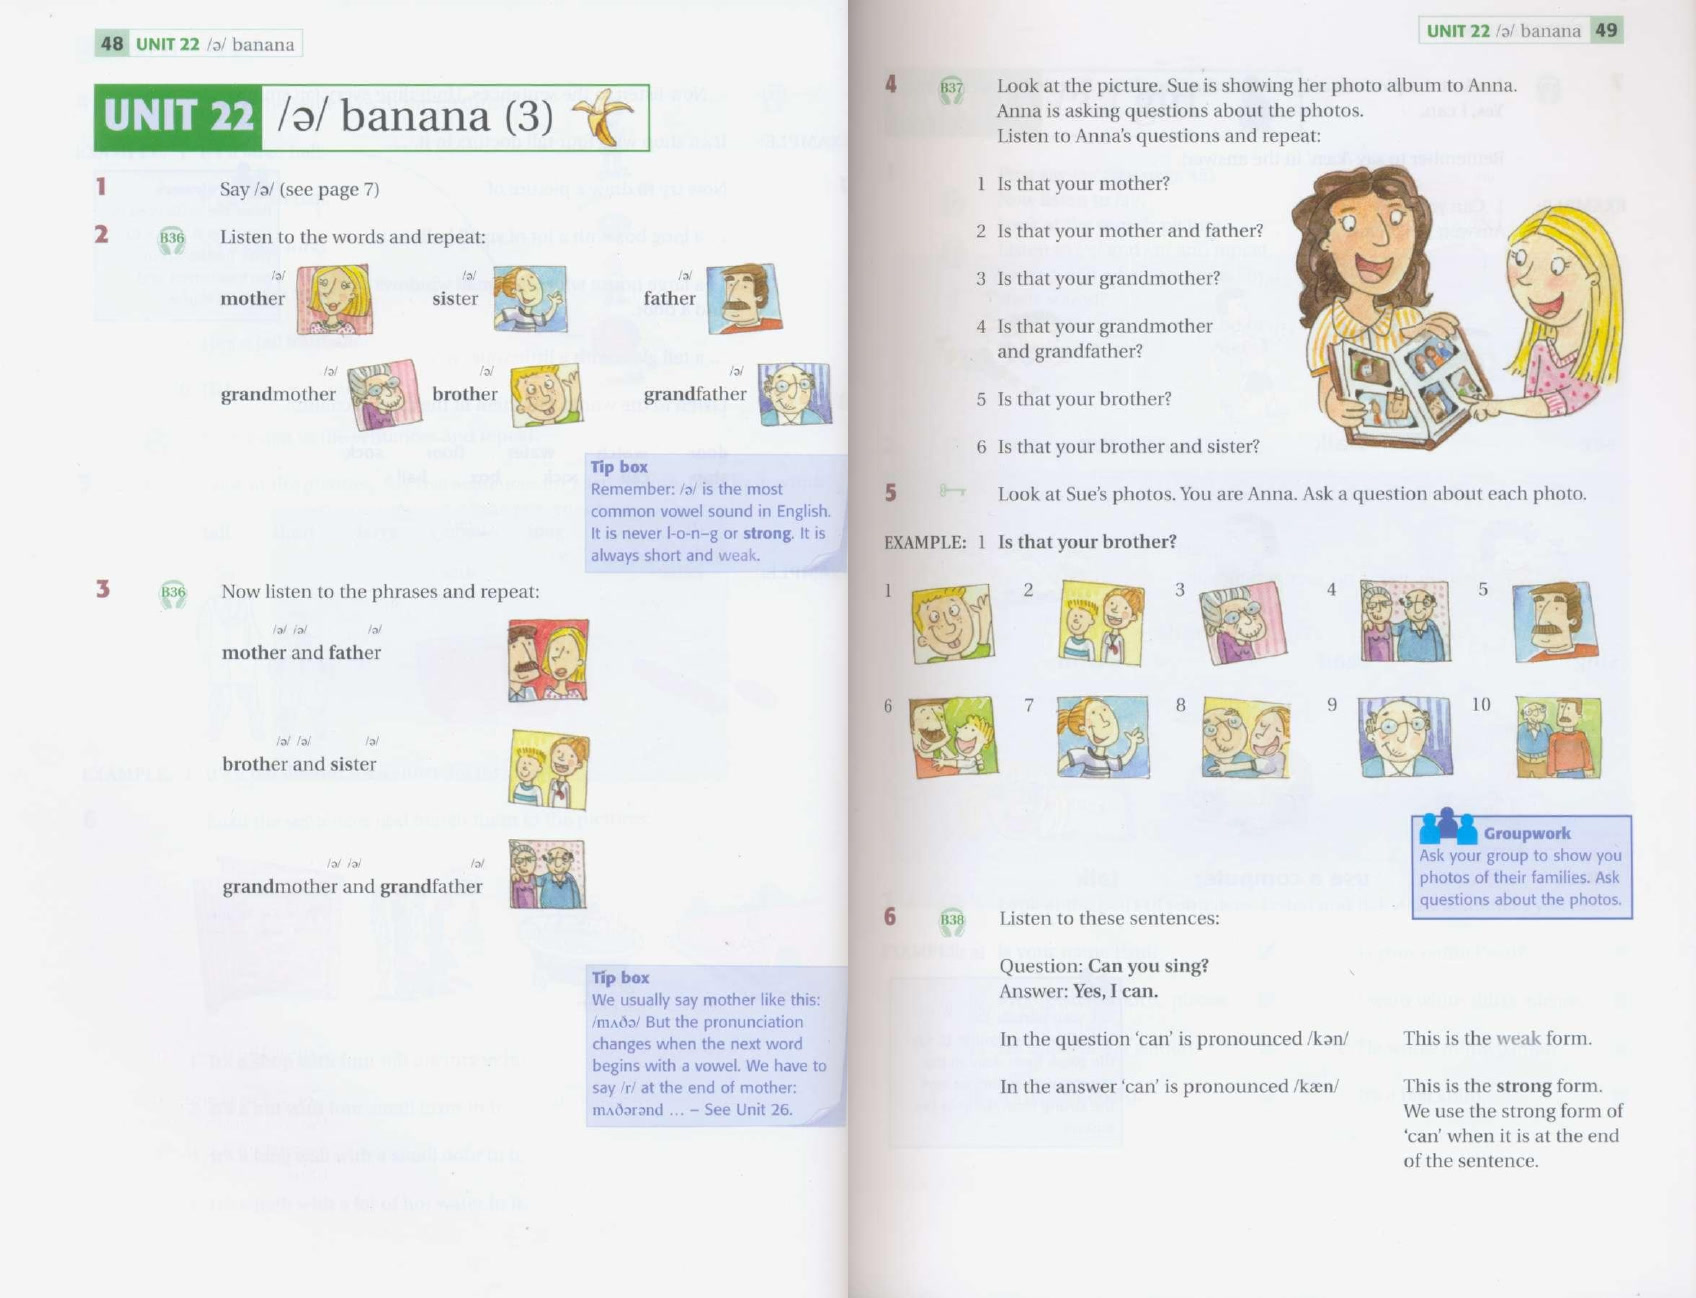 48 UNIT 22 /ə/ banana
UNIT 22 /ə/ banana (3)
1 Say /ə/ (see page 7)
2 B36 Listen to the words and repeat:
/ə/ /ə/ /ə/
mother sister father
/ə/ /ə/ /ə/
grandmother brother grandfather
Tip box
Remember: /ə/ is the most
common vowel sound in English.
It is never l-o-n-g or strong. It is
always short and weak.
3 B36 Now listen to the phrases and repeat:
/ə/ /ə/ /ə/
mother and father
/ə/ /ə/ /ə/
brother and sister
/ə/ /ə/ /ə/
grandmother and grandfather
Tip box
We usually say mother like this:
/mʌðə/ But the pronunciation
changes when the next word
begins with a vowel. We have to
say /r/ at the end of mother:
mʌðərənd ... – See Unit 26.
UNIT 22 /ə/ banana 49
4 B37 Look at the picture. Sue is showing her photo album to Anna.
Anna is asking questions about the photos.
Listen to Anna's questions and repeat:
1 Is that your mother?
2 Is that your mother and father?
3 Is that your grandmother?
4 Is that your grandmother
and grandfather?
5 Is that your brother?
6 Is that your brother and sister?
5 Look at Sue's photos. You are Anna. Ask a question about each photo.
EXAMPLE: 1 Is that your brother?
1 2 3 4 5
6 7 8 9 10
Groupwork
Ask your group to show you
photos of their families. Ask
questions about the photos.
6 B38 Listen to these sentences:
Question: Can you sing?
Answer: Yes, I can.
In the question 'can' is pronounced /kən/ This is the weak form.
In the answer 'can' is pronounced /kæn/ This is the strong form.
We use the strong form of
'can' when it is at the end
of the sentence.